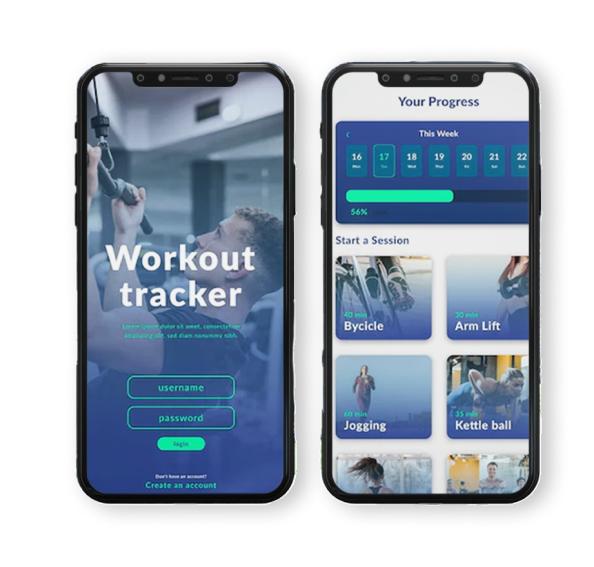 Workout
tracker
Lorem ipsum dolor sit amet, consectetur
adipiscing elit, sed diam nonummy nibh
username
password
login
Don't have an account?
Create an account
Your Progress
This Week
16 17 18 19 20 21 22
Mon Tue Wed Thu Fri Sat Sun
56%
Start a Session
40 min
Bycicle
20 min
Arm Lift
60 min
Jogging
35 min
Kettle ball